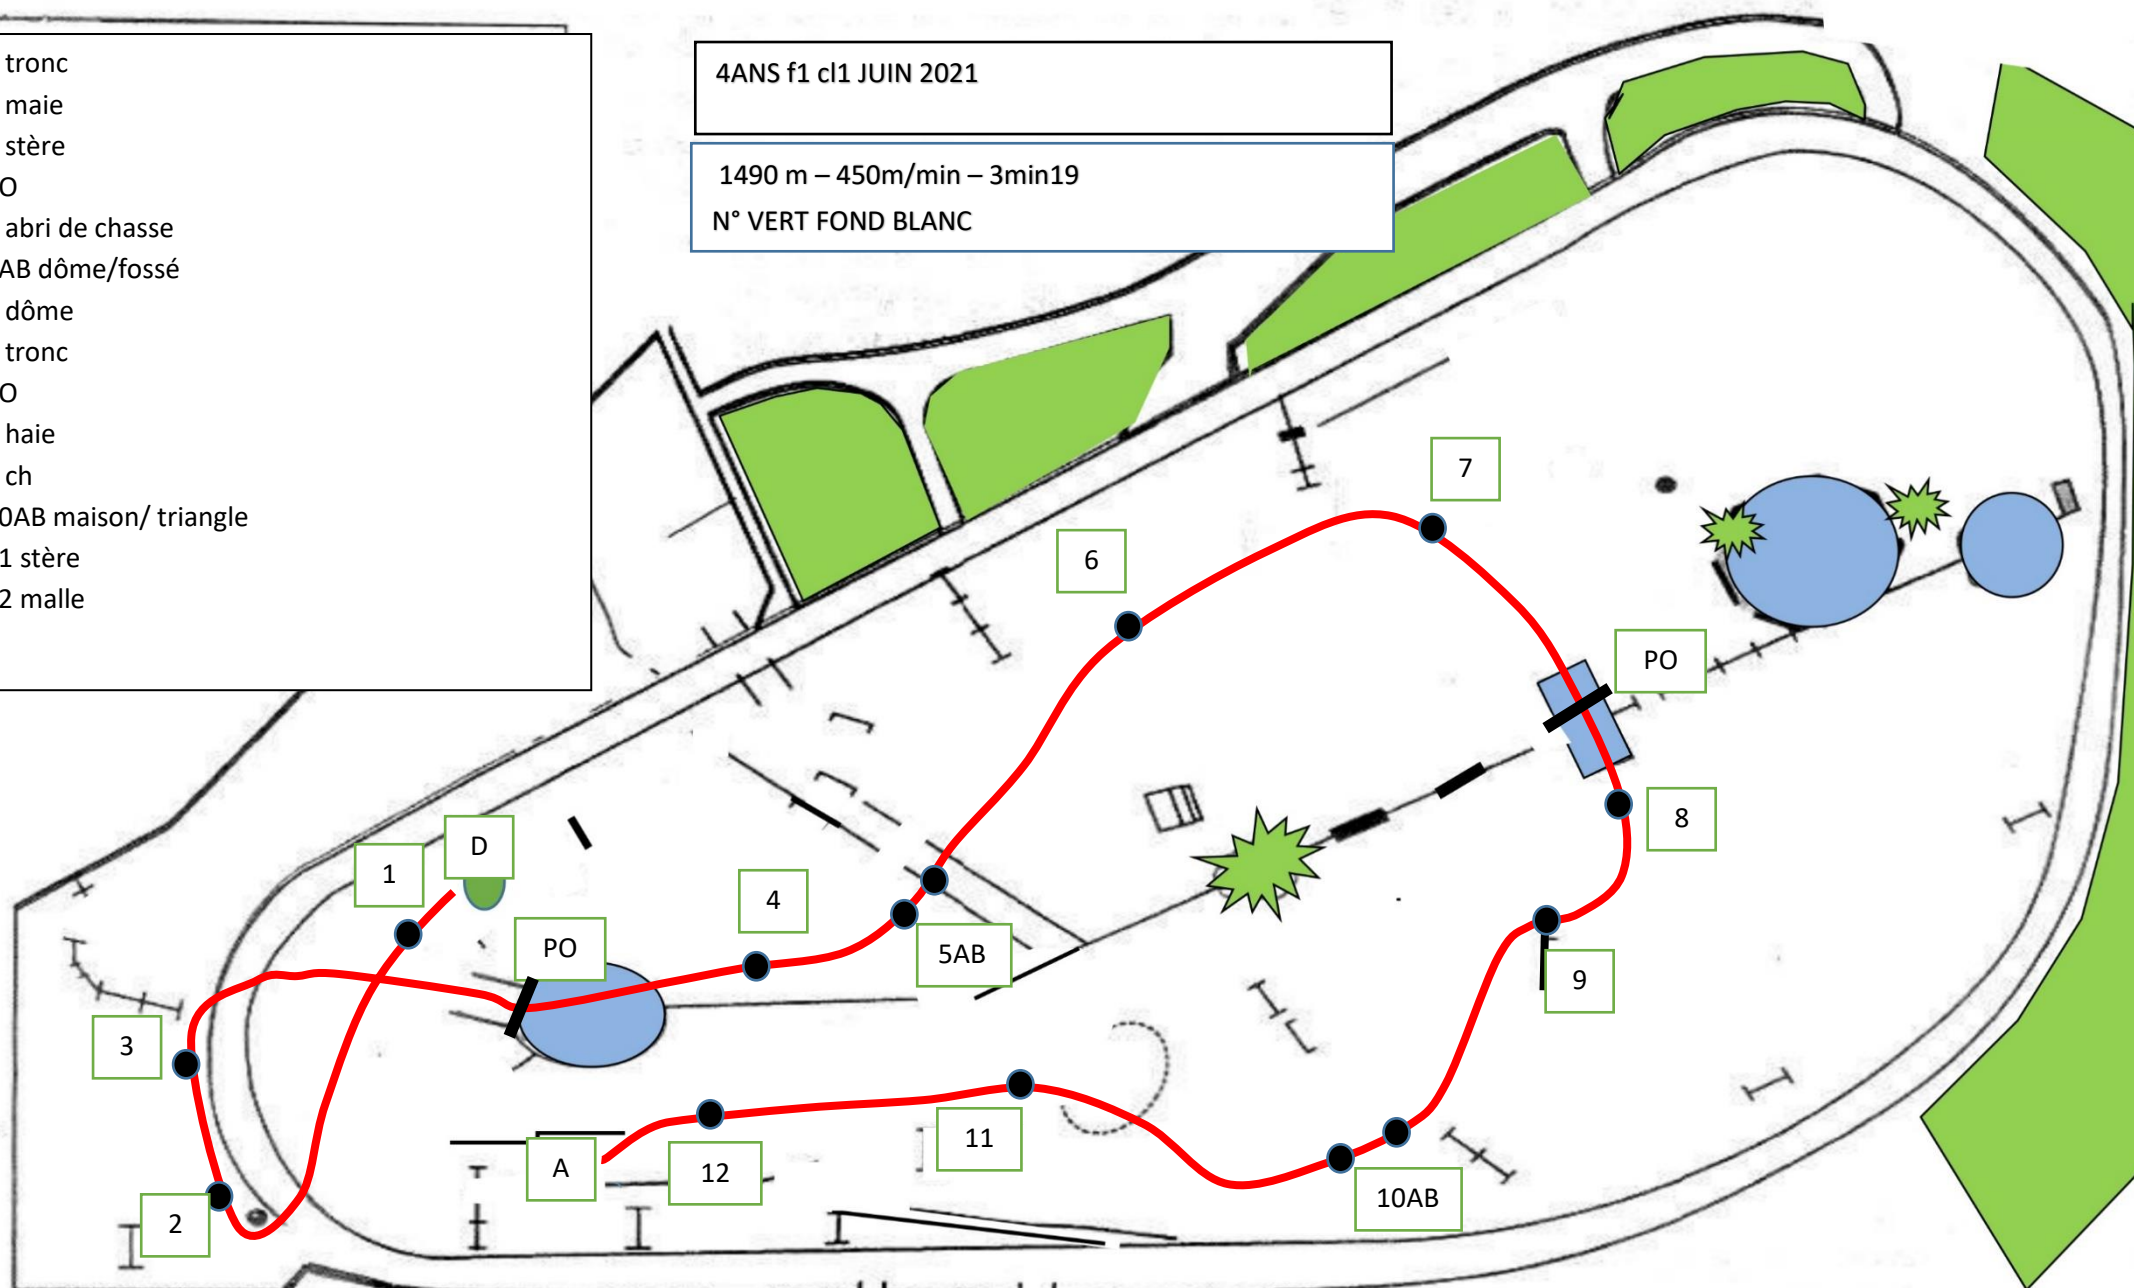 tronc
maie
stère
O
abri de chasse
AB dôme/fossé
dôme
tronc
O
haie
ch
0AB maison/ triangle
1 stère
2 malle
4ANS f1 cl1 JUIN 2021
1490 m – 450m/min – 3min19
N° VERT FOND BLANC
7
6
PO
8
D
1
4
PO
5AB
9
3
11
A
12
10AB
2